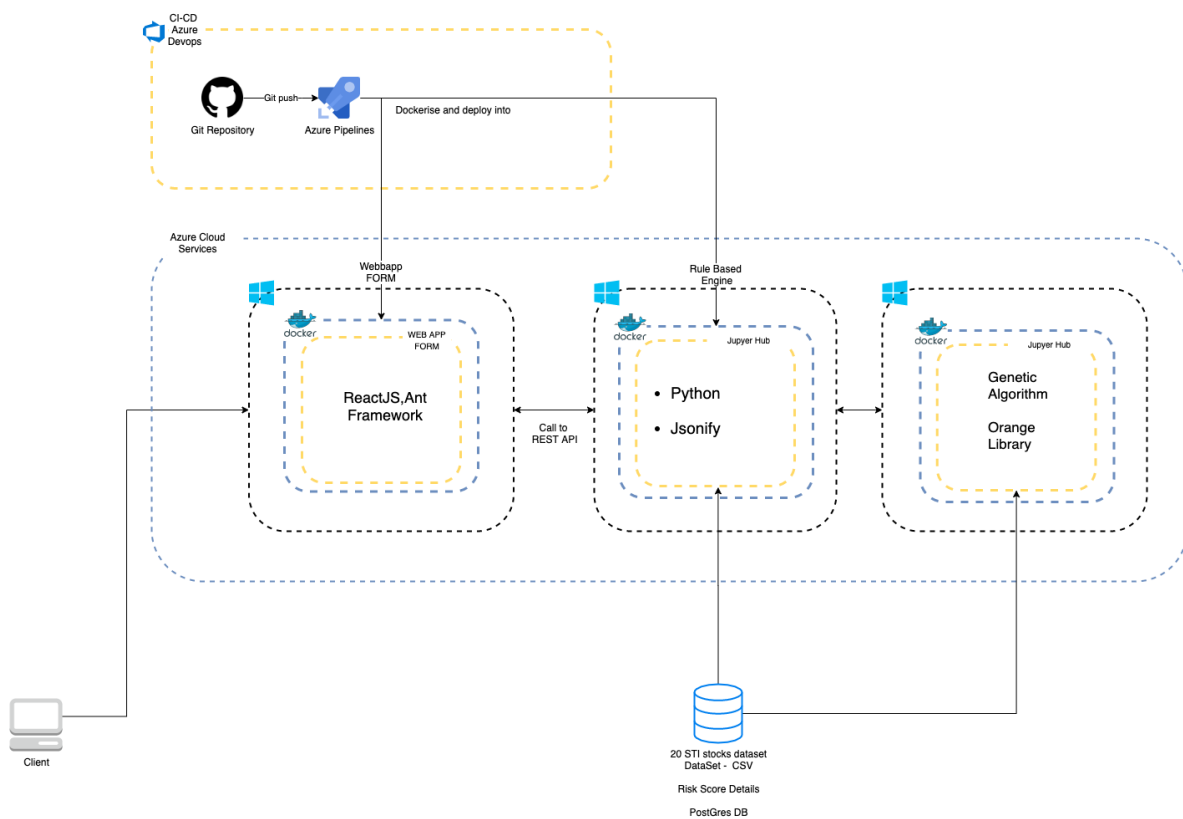 CI-CD
Azure
Devops
Git push
Dockerise and deploy into
Git Repository
Azure Pipelines
Azure Cloud
Services
Webbapp
FORM
Rule Based
Engine
docker
WEB APP
FORM
ReactJS,Ant
Framework
Call to
REST API
docker
Jupyer Hub
• Python
• Jsonify
docker
Jupyer Hub
Genetic
Algorithm
Orange
Library
Client
20 STI stocks dataset
DataSet - CSV
Risk Score Details
PostGres DB